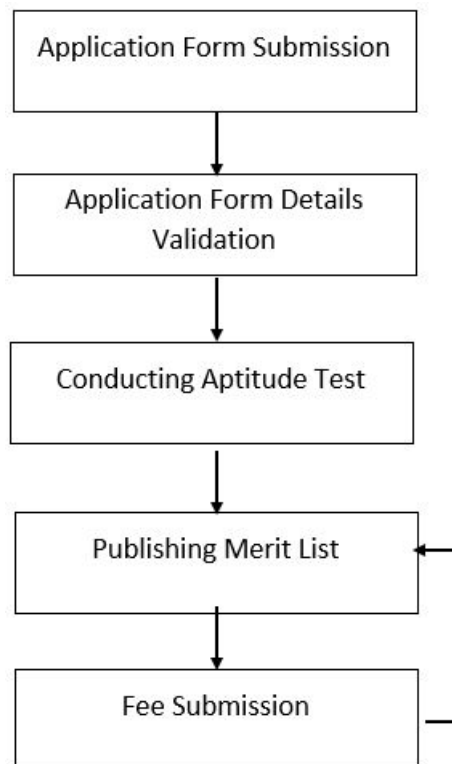 Application Form Submission
Application Form Details
Validation
Conducting Aptitude Test
Publishing Merit List
Fee Submission